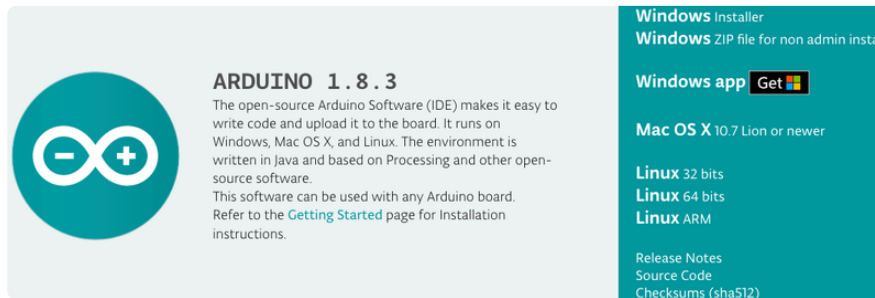 ARDUINO 1.8.3
The open-source Arduino Software (IDE) makes it easy to
write code and upload it to the board. It runs on
Windows, Mac OS X, and Linux. The environment is
written in Java and based on Processing and other open-
source software.
This software can be used with any Arduino board.
Refer to the Getting Started page for Installation
instructions.
Windows Installer
Windows ZIP file for non admin insta
Windows app Get
Mac OS X 10.7 Lion or newer
Linux 32 bits
Linux 64 bits
Linux ARM
Release Notes
Source Code
Checksums (sha512)